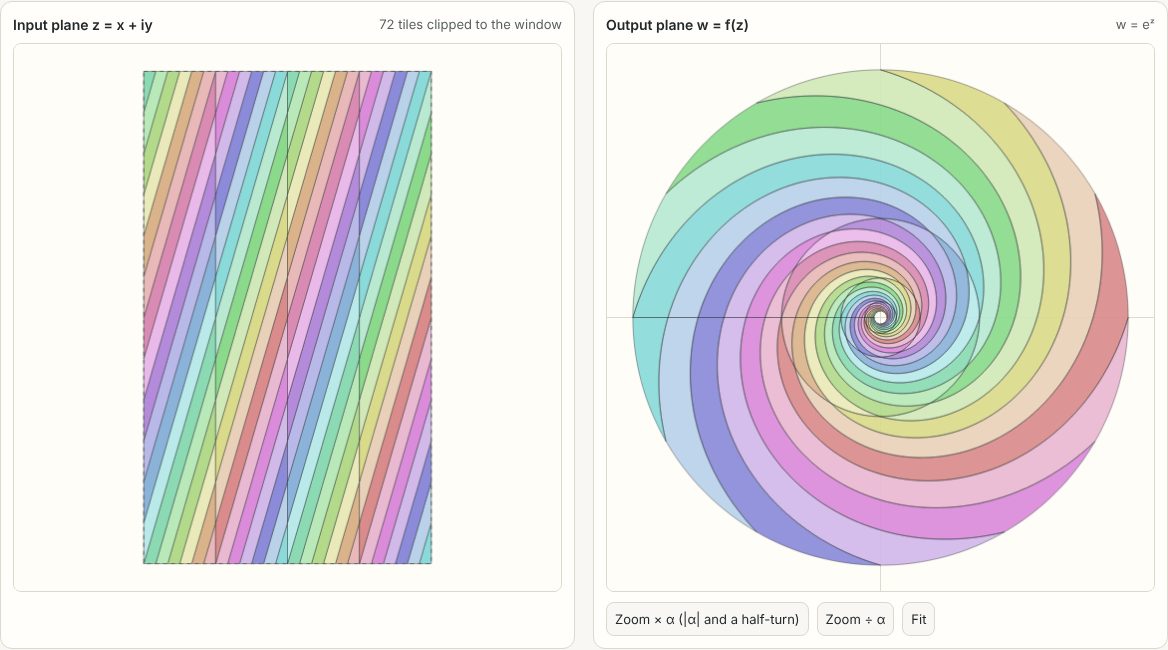 Input plane z = x + iy
72 tiles clipped to the window
Output plane w = f(z)
w = eᶻ
Zoom × α (|α| and a half-turn)
Zoom ÷ α
Fit